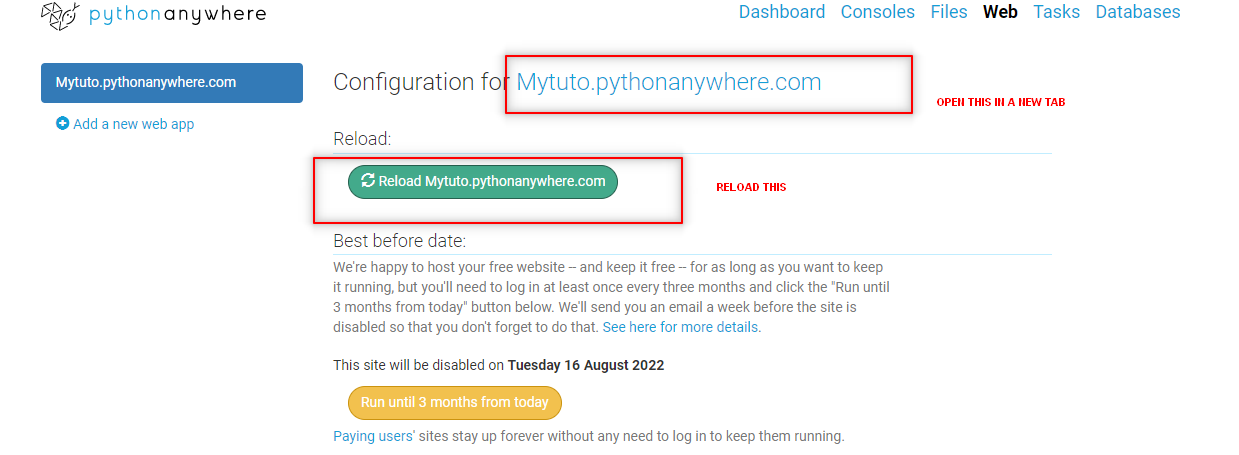 pythonanywhere
Dashboard Consoles Files Web Tasks Databases
Mytuto.pythonanywhere.com
Add a new web app
Configuration for Mytuto.pythonanywhere.com
OPEN THIS IN A NEW TAB
Reload:
Reload Mytuto.pythonanywhere.com
RELOAD THIS
Best before date:
We're happy to host your free website -- and keep it free -- for as long as you want to keep
it running, but you'll need to log in at least once every three months and click the "Run until
3 months from today" button below. We'll send you an email a week before the site is
disabled so that you don't forget to do that. See here for more details.
This site will be disabled on Tuesday 16 August 2022
Run until 3 months from today
Paying users' sites stay up forever without any need to log in to keep them running.